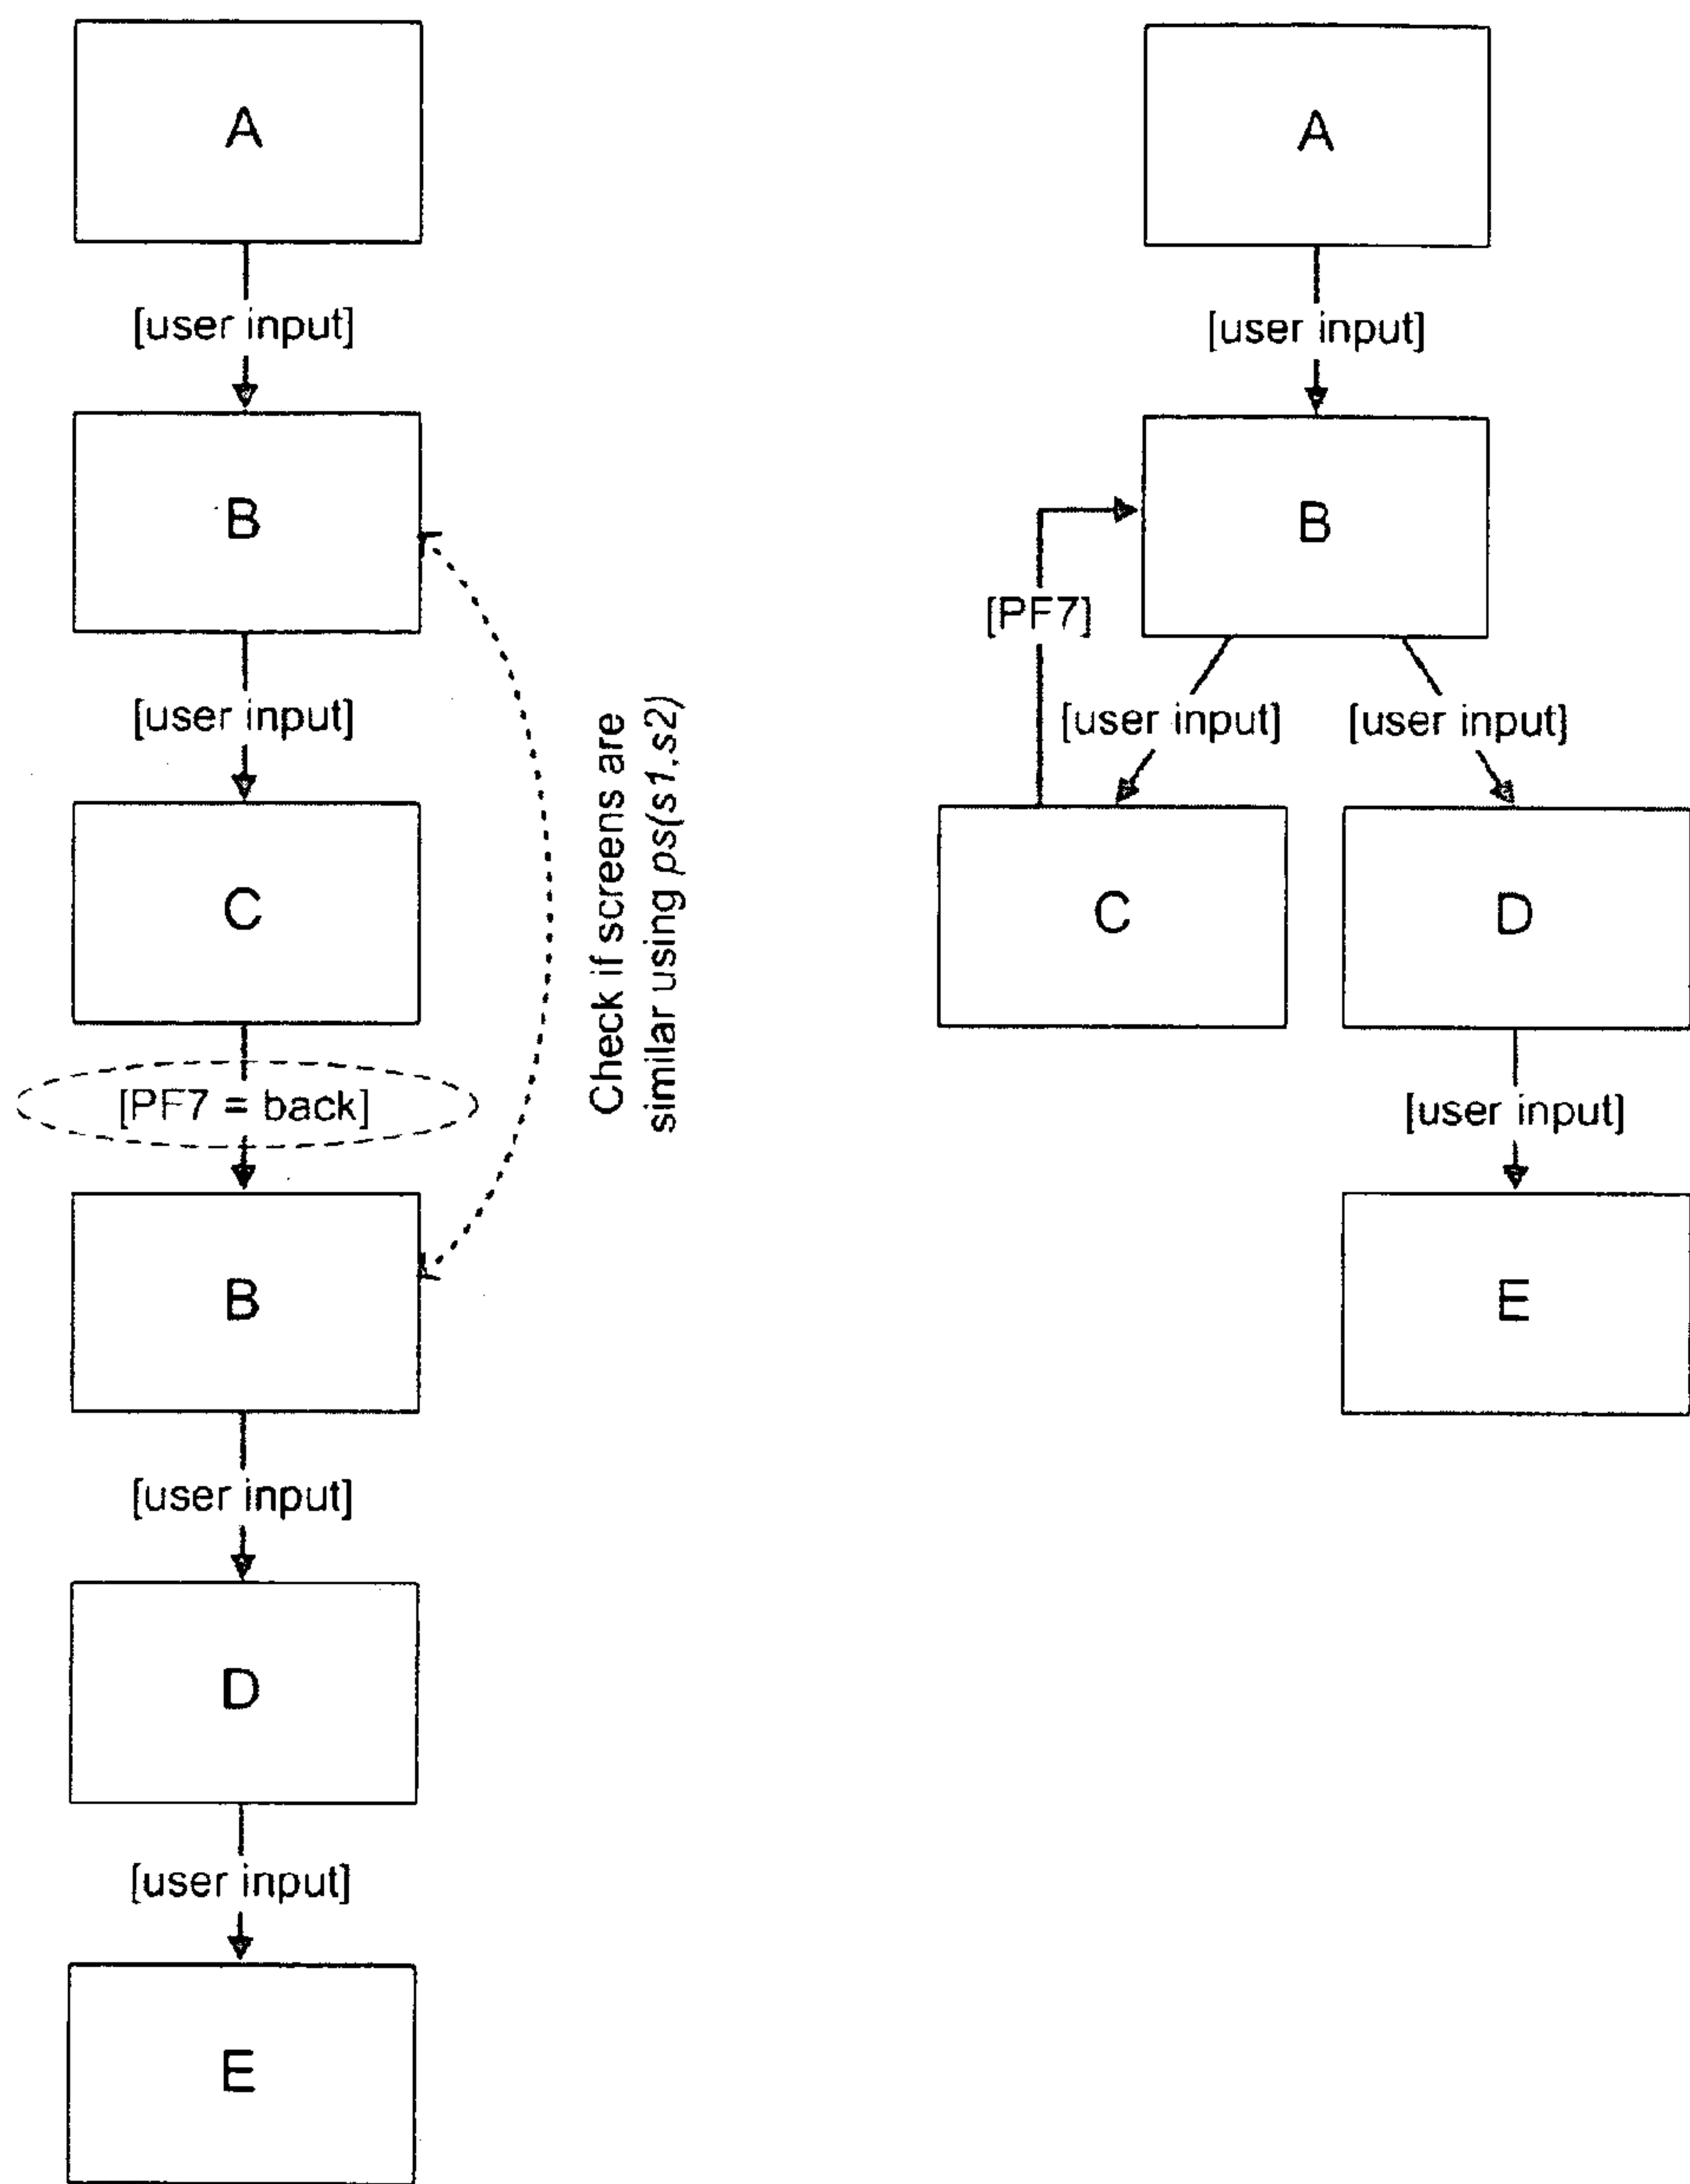 A
[user input]
B
[user input]
C
[PF7 = back]
B
[user input]
D
[user input]
E
Check if screens are
similar using ps(s1,s2)
A
[user input]
B
[PF7]
[user input] [user input]
C D
[user input]
E